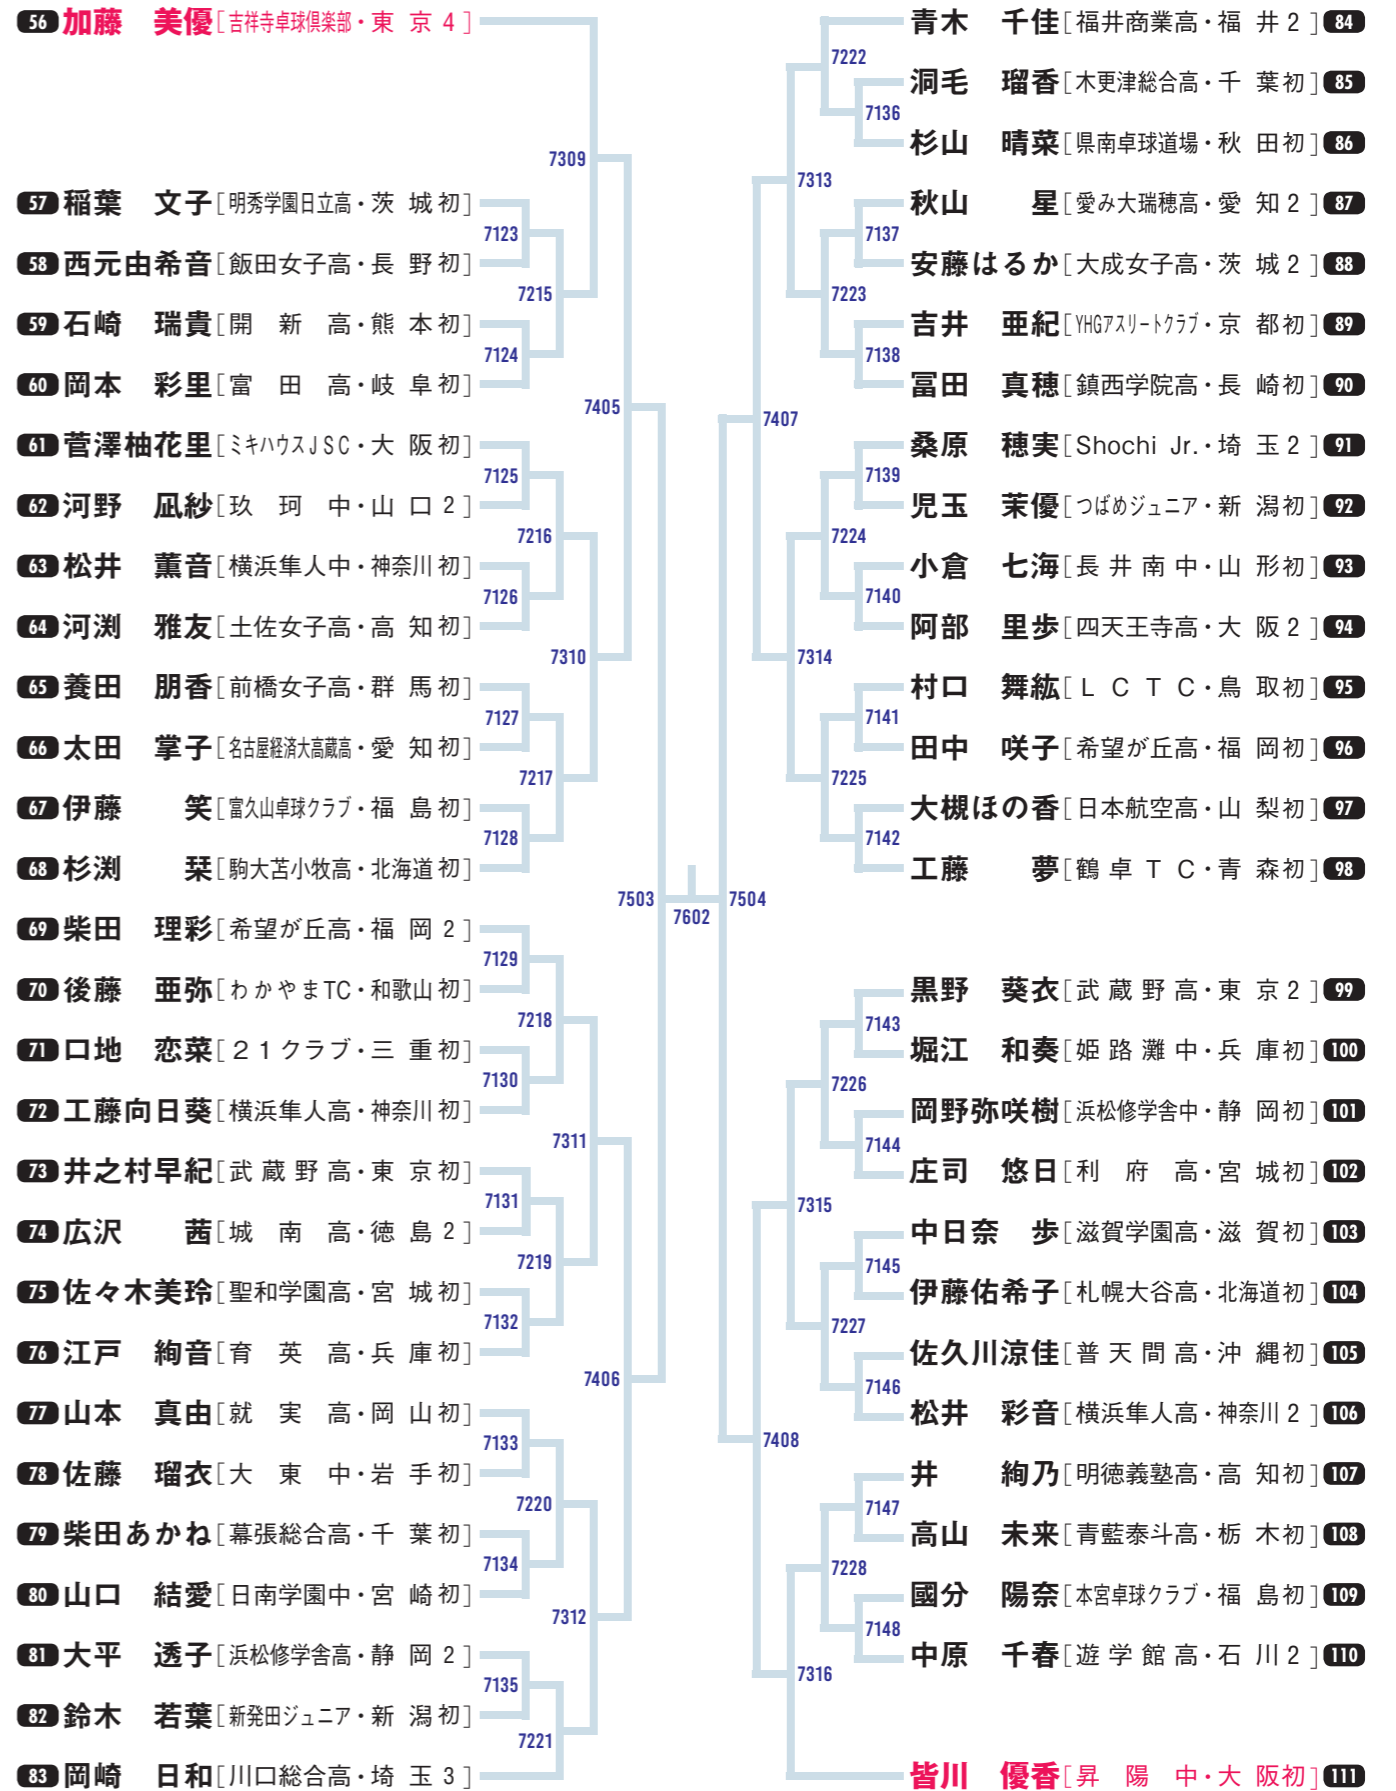 56 加藤 美優［吉祥寺卓球倶楽部・東 京 4］
7309
57 稲葉 文子［明秀学園日立高・茨 城初］
7123
58 西元由希音［飯田女子高・長 野初］
7215
59 石崎 瑞貴［開 新 高・熊 本初］
7124
60 岡本 彩里［富 田 高・岐 阜初］
7405
61 菅澤柚花里［ミキハウスJSC・大 阪初］
7125
62 河野 凪紗［玖 珂 中・山 口 2］
7216
63 松井 薫音［横浜隼人中・神奈川初］
7126
64 河渕 雅友［土佐女子高・高 知初］
7310
65 養田 朋香［前橋女子高・群 馬初］
7127
66 太田 掌子［名古屋経済大高蔵高・愛 知初］
7217
67 伊藤 笑［富久山卓球クラブ・福 島初］
7128
68 杉渕 栞［駒大苫小牧高・北海道初］
7503
7602
69 柴田 理彩［希望が丘高・福 岡 2］
7129
70 後藤 亜弥［わかやまTC・和歌山初］
7218
71 口地 恋菜［21クラブ・三 重初］
7130
72 工藤向日葵［横浜隼人高・神奈川初］
7311
73 井之村早紀［武蔵野高・東 京初］
7131
74 広沢 茜［城 南 高・徳 島 2］
7219
75 佐々木美玲［聖和学園高・宮 城初］
7132
76 江戸 絢音［育 英 高・兵 庫初］
7406
77 山本 真由［就 実 高・岡 山初］
7133
78 佐藤 瑠衣［大 東 中・岩 手初］
7220
79 柴田あかね［幕張総合高・千 葉初］
7134
80 山口 結愛［日南学園中・宮 崎初］
7312
81 大平 透子［浜松修学舎高・静 岡 2］
7135
82 鈴木 若葉［新発田ジュニア・新 潟初］
7221
83 岡崎 日和［川口総合高・埼 玉 3］
青木 千佳［福井商業高・福 井 2］84
7222
洞毛 瑠香［木更津総合高・千 葉初］85
7136
杉山 晴菜［県南卓球道場・秋 田初］86
7313
秋山 星［愛み大瑞穂高・愛 知 2］87
7137
安藤はるか［大成女子高・茨 城 2］88
7223
吉井 亜紀［YHGアスリートクラブ・京 都初］89
7138
冨田 真穂［鎮西学院高・長 崎初］90
7407
桑原 穂実［Shochi Jr.・埼 玉 2］91
7139
児玉 茉優［つばめジュニア・新 潟初］92
7224
小倉 七海［長井南中・山 形初］93
7140
阿部 里歩［四天王寺高・大 阪 2］94
7314
村口 舞紘［LCTC・鳥 取初］95
7141
田中 咲子［希望が丘高・福 岡初］96
7225
大槻ほの香［日本航空高・山 梨初］97
7142
工藤 夢［鶴卓TC・青 森初］98
7504
黒野 葵衣［武蔵野高・東 京 2］99
7143
堀江 和奏［姫路灘中・兵 庫初］100
7226
岡野弥咲樹［浜松修学舎中・静 岡初］101
7144
庄司 悠日［利 府 高・宮 城初］102
7315
中日奈 歩［滋賀学園高・滋 賀初］103
7145
伊藤佑希子［札幌大谷高・北海道初］104
7227
佐久川涼佳［普天間高・沖 縄初］105
7146
松井 彩音［横浜隼人高・神奈川 2］106
7408
井 絢乃［明徳義塾高・高 知初］107
7147
高山 未来［青藍泰斗高・栃 木初］108
7228
國分 陽奈［本宮卓球クラブ・福 島初］109
7148
中原 千春［遊学館高・石 川 2］110
7316
皆川 優香［昇 陽 中・大 阪初］111